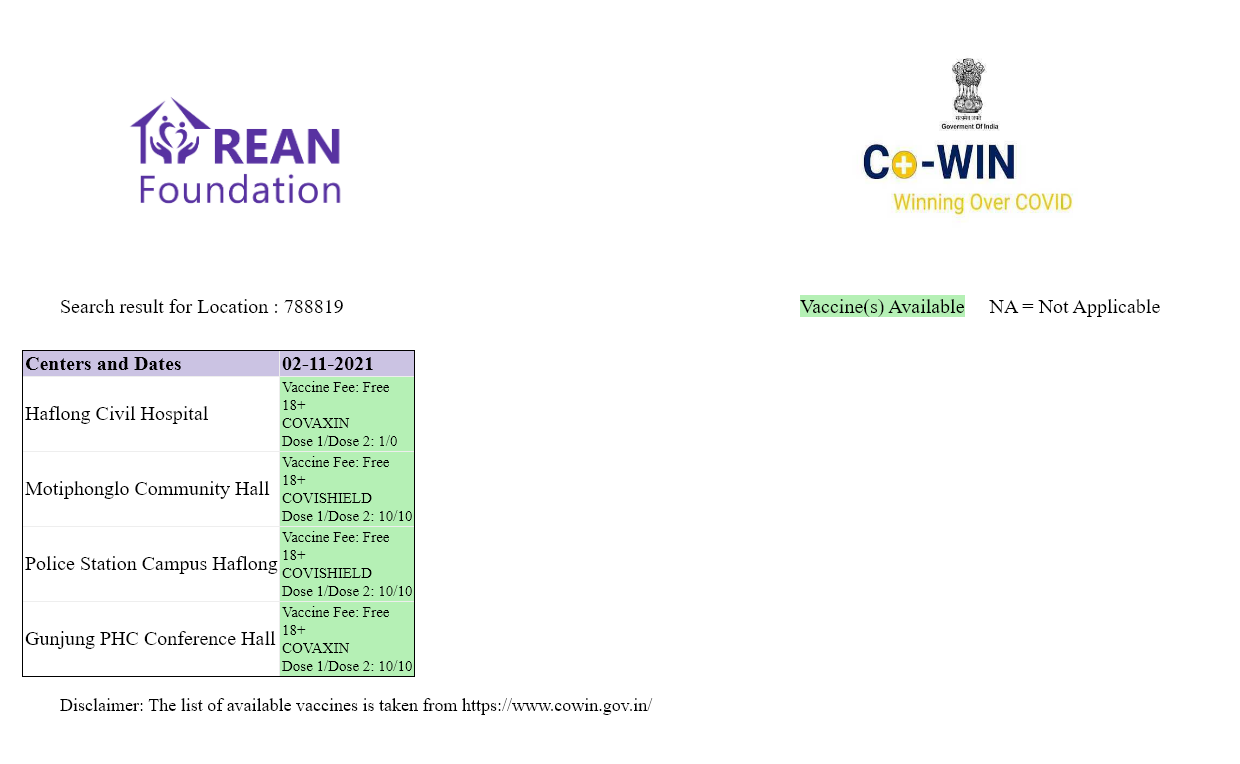 सत्यमेव जयते
Goverment Of India
REAN
Foundation
CO-WIN
Winning Over COVID
Search result for Location : 788819
Vaccine(s) Available NA = Not Applicable
Centers and Dates 02-11-2021
Haflong Civil Hospital
Vaccine Fee: Free
18+
COVAXIN
Dose 1/Dose 2: 1/0
Motiphonglo Community Hall
Vaccine Fee: Free
18+
COVISHIELD
Dose 1/Dose 2: 10/10
Police Station Campus Haflong
Vaccine Fee: Free
18+
COVISHIELD
Dose 1/Dose 2: 10/10
Gunjung PHC Conference Hall
Vaccine Fee: Free
18+
COVAXIN
Dose 1/Dose 2: 10/10
Disclaimer: The list of available vaccines is taken from https://www.cowin.gov.in/